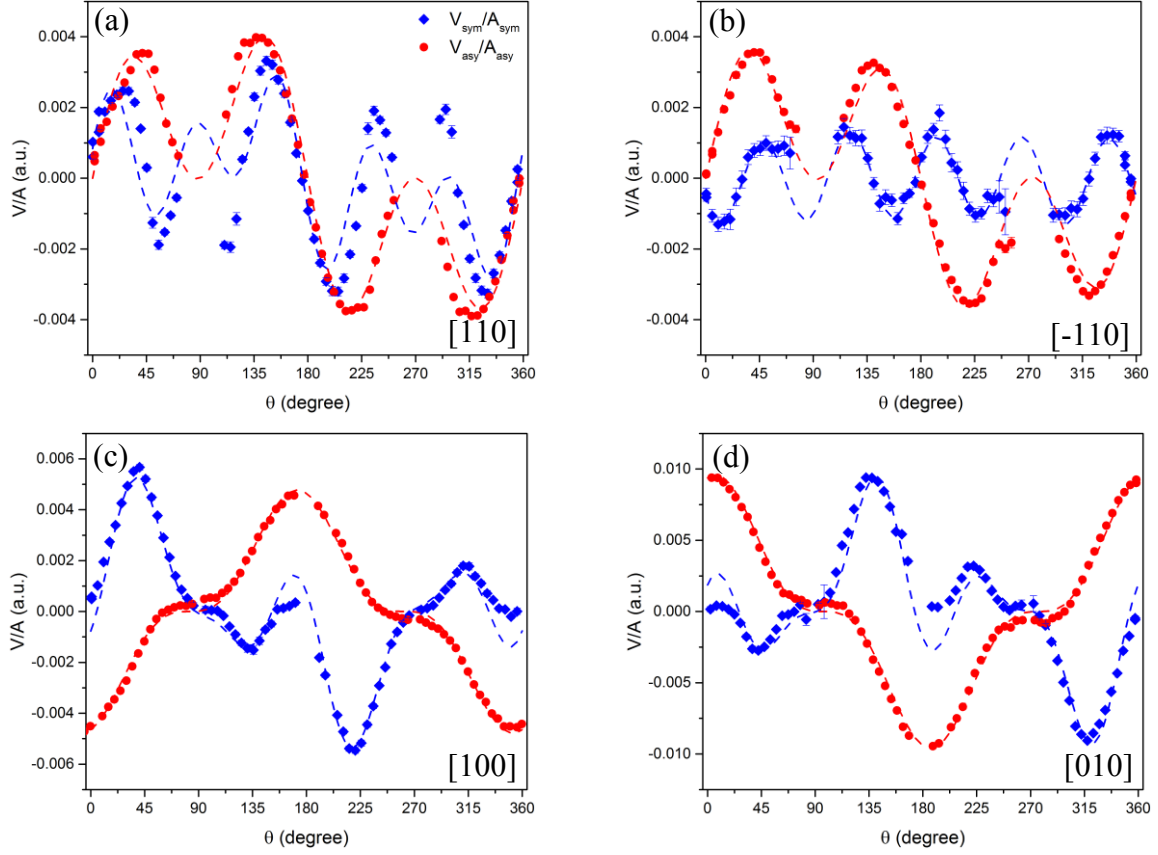 (a)
V_sym/A_sym
V_asy/A_asy
V/A (a.u.)
0.004
0.002
0.000
-0.002
-0.004
[110]
0 45 90 135 180 225 270 315 360
θ (degree)
(b)
V/A (a.u.)
0.004
0.002
0.000
-0.002
-0.004
[-110]
0 45 90 135 180 225 270 315 360
θ (degree)
(c)
V/A (a.u.)
0.006
0.004
0.002
0.000
-0.002
-0.004
-0.006
[100]
0 45 90 135 180 225 270 315 360
θ (degree)
(d)
V/A (a.u.)
0.010
0.005
0.000
-0.005
-0.010
[010]
0 45 90 135 180 225 270 315 360
θ (degree)